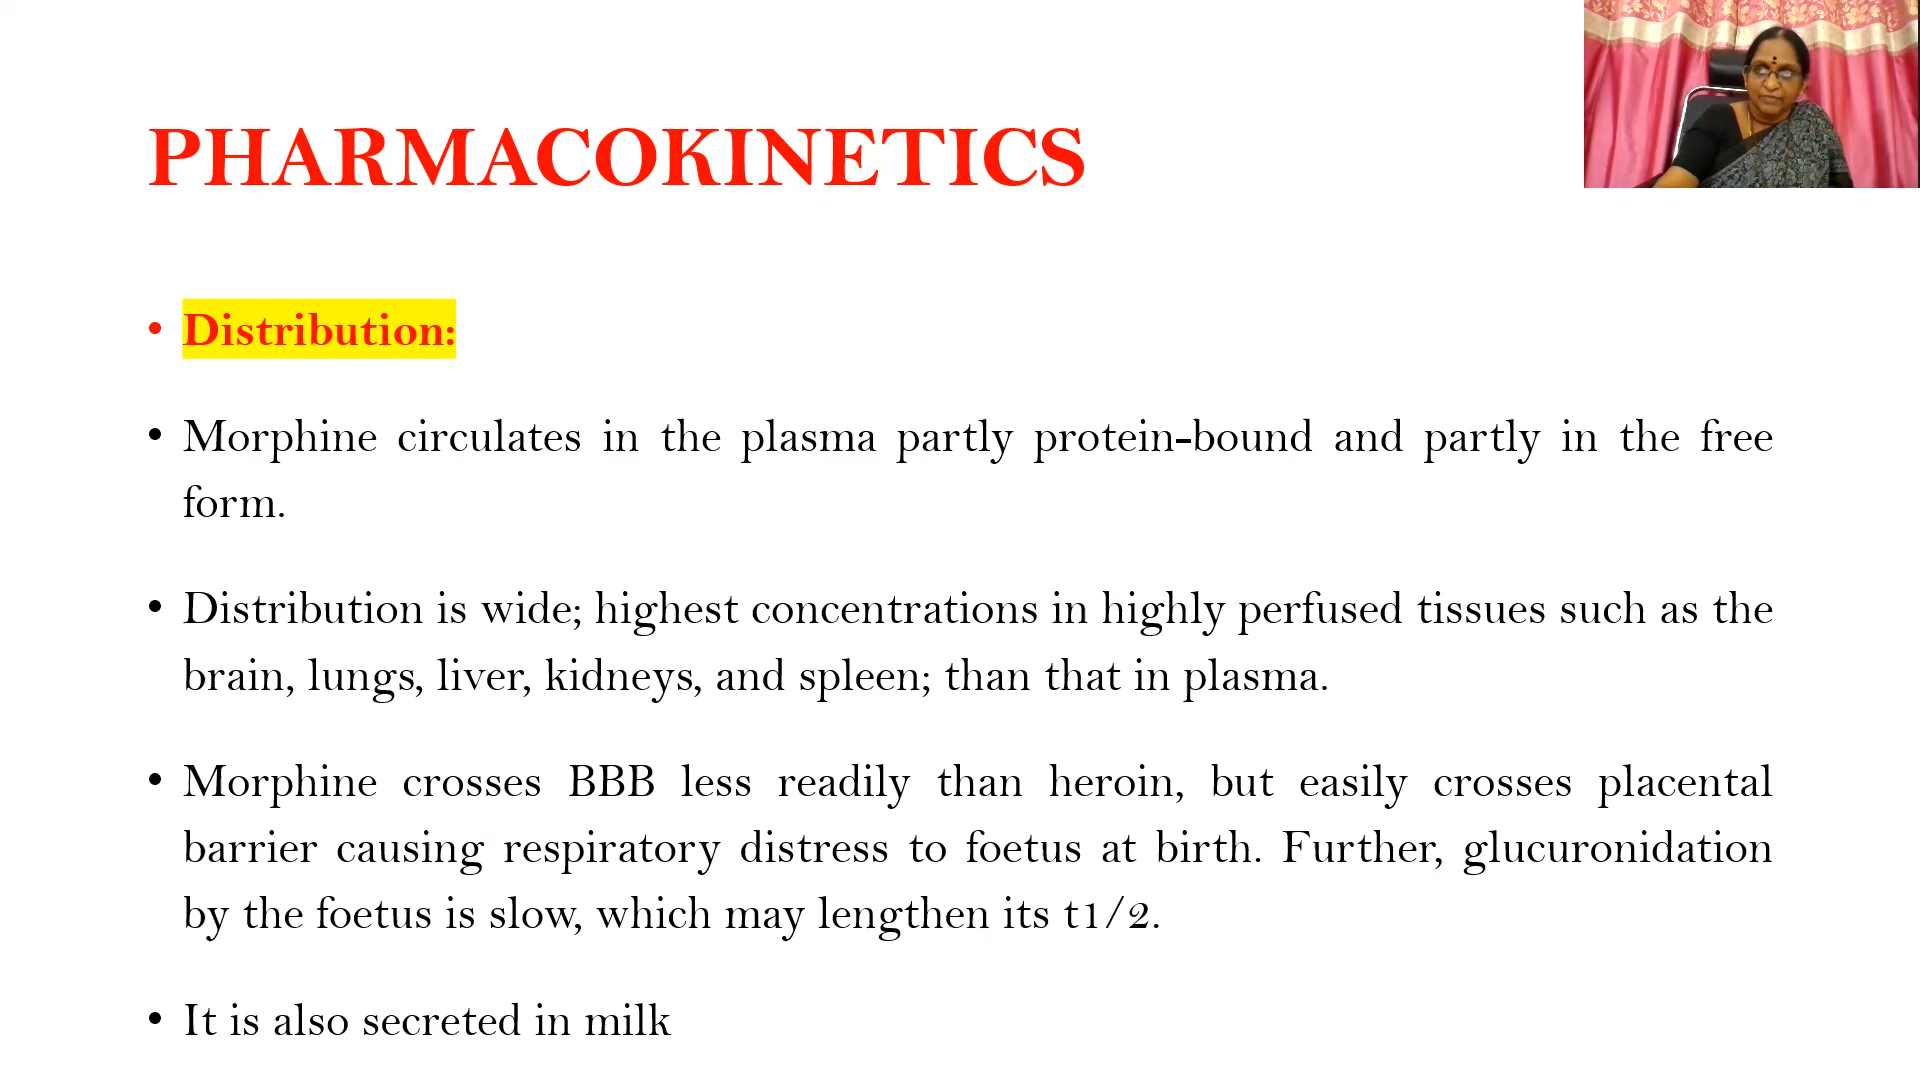 PHARMACOKINETICS
• Distribution:
• Morphine circulates in the plasma partly protein-bound and partly in the free
form.
• Distribution is wide; highest concentrations in highly perfused tissues such as the
brain, lungs, liver, kidneys, and spleen; than that in plasma.
• Morphine crosses BBB less readily than heroin, but easily crosses placental
barrier causing respiratory distress to foetus at birth. Further, glucuronidation
by the foetus is slow, which may lengthen its t1/2.
• It is also secreted in milk